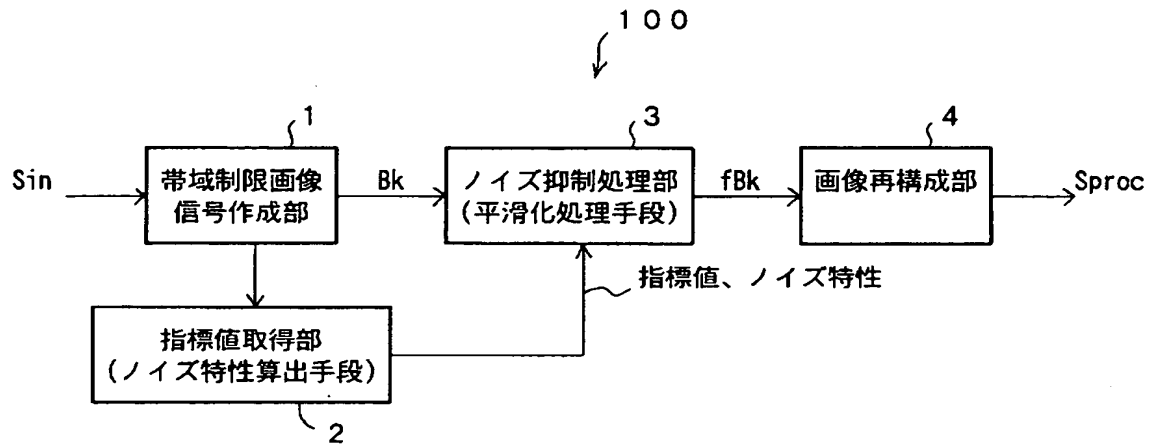 100
1
3
4
Sin
帯域制限画像
信号作成部
Bk
ノイズ抑制処理部
(平滑化処理手段)
fBk
画像再構成部
Sproc
指標値、ノイズ特性
指標値取得部
(ノイズ特性算出手段)
2